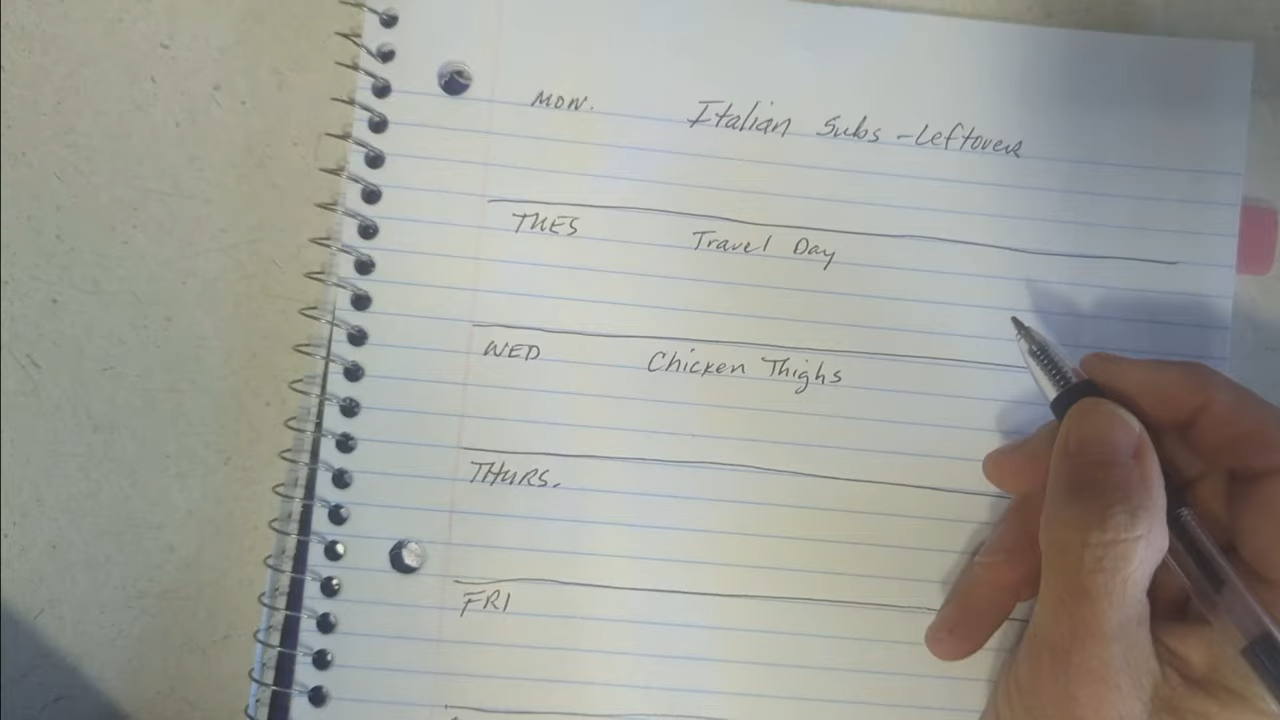 MON. Italian Subs - Leftovers
TUES Travel Day
WED Chicken Thighs
THURS.
FRI